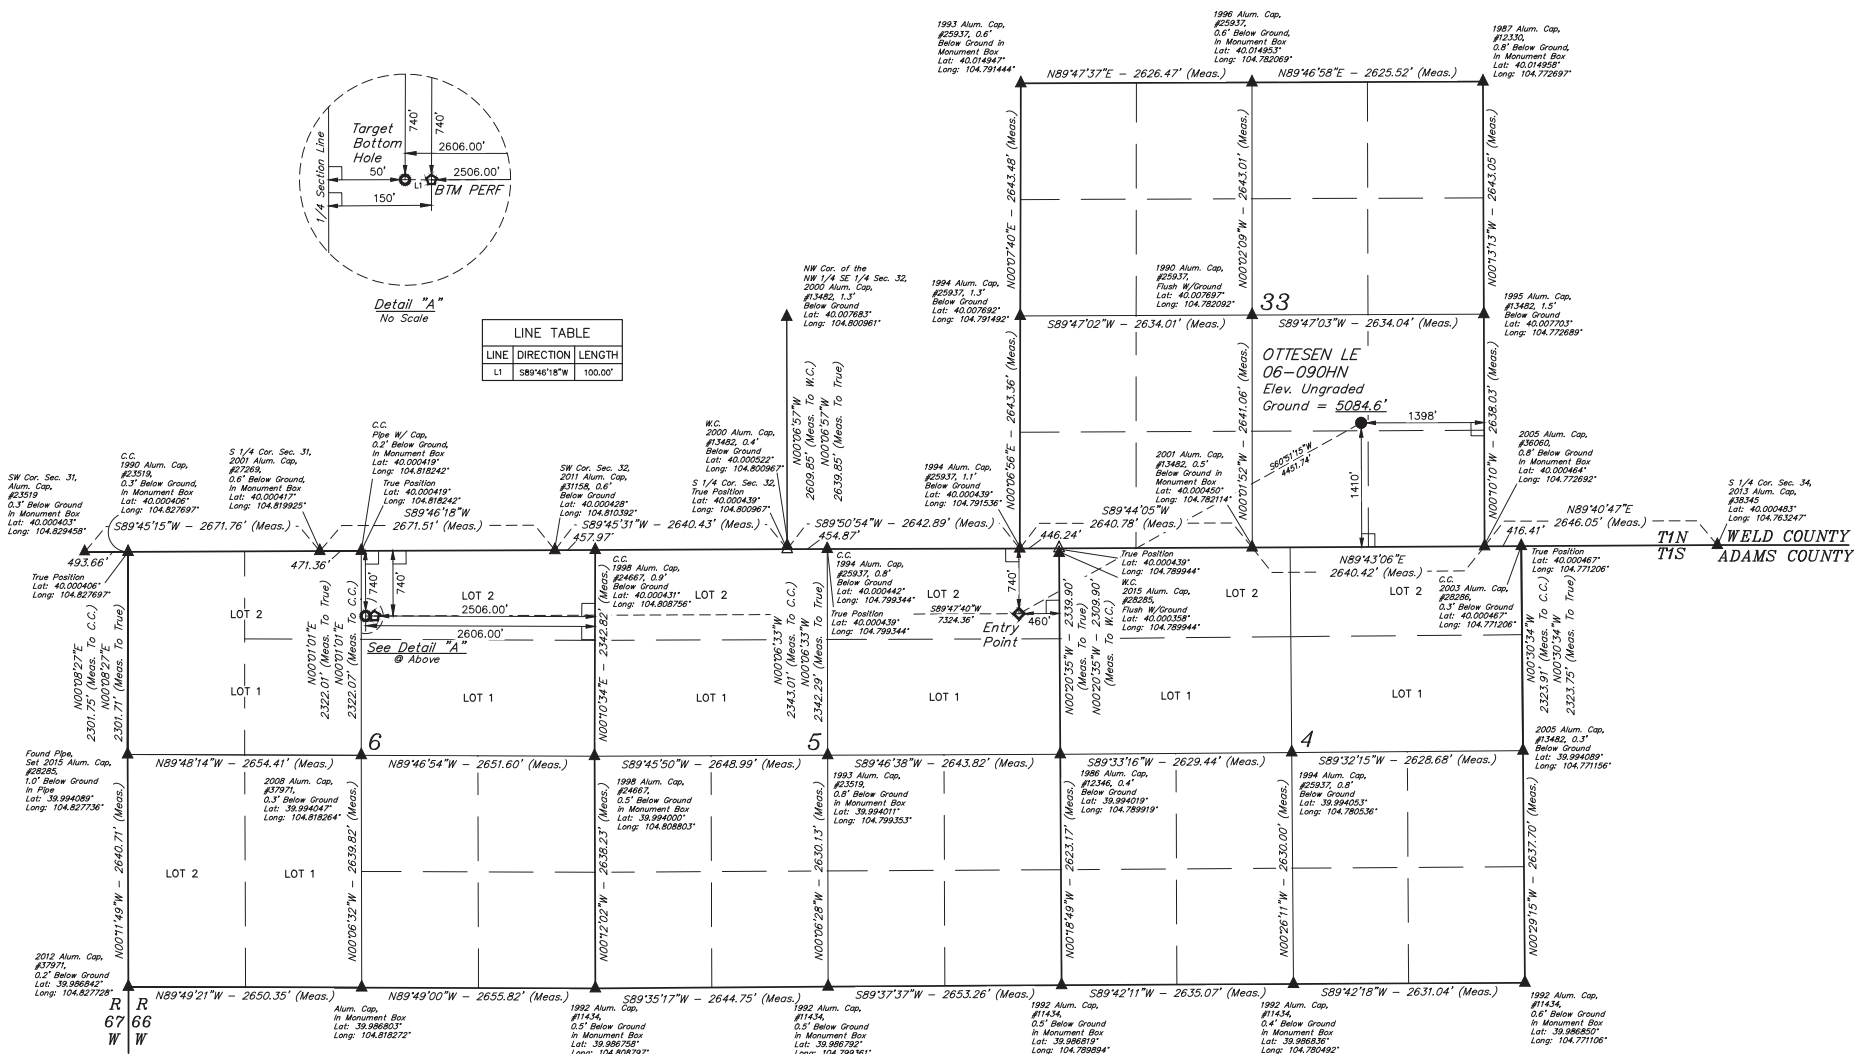 1993 Alum. Cap,
#25937, 0.6'
Below Ground in
Monument Box
Lat: 40.014947°
Long: 104.791444°
1996 Alum. Cap,
#25937,
0.6' Below Ground,
In Monument Box
Lat: 40.014953°
Long: 104.782069°
1987 Alum. Cap,
#12330,
0.8' Below Ground,
In Monument Box
Lat: 40.014958°
Long: 104.772697°
N89°47'37"E - 2626.47' (Meas.)
N89°46'58"E - 2625.52' (Meas.)
1/4 Section Line
Target
Bottom
Hole
740'
740'
2606.00'
50'
L1
2506.00'
BTM PERF
150'
Detail "A"
No Scale
LINE TABLE
LINE DIRECTION LENGTH
L1 S89°46'18"W 100.00'
N00°07'40"E - 2643.48' (Meas.)
N00°02'09"W - 2643.01' (Meas.)
N00°13'13"W - 2643.05' (Meas.)
NW Cor. of the
NW 1/4 SE 1/4 Sec. 32,
2000 Alum. Cap,
#13482, 1.3'
Below Ground
Lat: 40.007683°
Long: 104.800961°
1994 Alum. Cap,
#25937, 1.3'
Below Ground
Lat: 40.007692°
Long: 104.791492°
1990 Alum. Cap,
#25937,
Flush W/Ground
Lat: 40.007697°
Long: 104.782092°
33
1995 Alum. Cap,
#13482, 1.5'
Below Ground
Lat: 40.007703°
Long: 104.772689°
S89°47'02"W - 2634.01' (Meas.)
S89°47'03"W - 2634.04' (Meas.)
OTTESEN LE
06-090HN
Elev. Ungraded
Ground = 5084.6'
1398'
1410'
S60°51'15"W
4451.74'
N00°06'57"W
2609.85' (Meas. To W.C.)
N00°06'57"W
2639.85' (Meas. To True)
N00°06'56"E - 2643.36' (Meas.)
N00°01'52"W - 2641.06' (Meas.)
N00°10'10"W - 2638.03' (Meas.)
SW Cor. Sec. 31,
Alum. Cap,
#23519
0.3' Below Ground
In Monument Box
Lat: 40.000403°
Long: 104.829458°
C.C.
1990 Alum. Cap,
#23519,
0.3' Below Ground,
In Monument Box
Lat: 40.000406°
Long: 104.827697°
S 1/4 Cor. Sec. 31,
2001 Alum. Cap,
#27269,
0.6' Below Ground,
In Monument Box
Lat: 40.000417°
Long: 104.819925°
C.C.
Pipe W/ Cap,
0.2' Below Ground,
In Monument Box
Lat: 40.000419°
Long: 104.818242°
True Position
Lat: 40.000419°
Long: 104.818242°
SW Cor. Sec. 32,
2011 Alum. Cap,
#31158, 0.6'
Below Ground
Lat: 40.000428°
Long: 104.810392°
W.C.
2000 Alum. Cap,
#13482, 0.4'
Below Ground
Lat: 40.000522°
Long: 104.800967°
S 1/4 Cor. Sec. 32,
True Position
Lat: 40.000439°
Long: 104.800967°
1994 Alum. Cap,
#25937, 1.1'
Below Ground
Lat: 40.000439°
Long: 104.791536°
2001 Alum. Cap,
#13482, 0.5'
Below Ground in
Monument Box
Lat: 40.000450°
Long: 104.782114°
2005 Alum. Cap,
#36060,
0.8' Below Ground,
In Monument Box
Lat: 40.000464°
Long: 104.772692°
S 1/4 Cor. Sec. 34,
2013 Alum. Cap,
#38345
Lat: 40.000483°
Long: 104.763247°
S89°45'15"W - 2671.76' (Meas.)
S89°46'18"W
2671.51' (Meas.)
S89°45'31"W - 2640.43' (Meas.)
S89°50'54"W - 2642.89' (Meas.)
S89°44'05"W
2640.78' (Meas.)
N89°43'06"E
2640.42' (Meas.)
N89°40'47"E
2646.05' (Meas.)
493.66'
471.36'
457.97'
454.87'
446.24'
416.41'
T1N WELD COUNTY
T1S ADAMS COUNTY
True Position
Lat: 40.000406°
Long: 104.827697°
C.C.
1998 Alum. Cap,
#24667, 0.9'
Below Ground
Lat: 40.000431°
Long: 104.808756°
C.C.
1994 Alum. Cap,
#25937, 0.8'
Below Ground
Lat: 40.000442°
Long: 104.799344°
True Position
Lat: 40.000439°
Long: 104.799344°
True Position
Lat: 40.000439°
Long: 104.789944°
W.C.
2015 Alum. Cap,
#28285,
Flush W/Ground
Lat: 40.000358°
Long: 104.789944°
C.C.
2003 Alum. Cap,
#28286,
0.3' Below Ground
Lat: 40.000467°
Long: 104.771206°
True Position
Lat: 40.000467°
Long: 104.771206°
LOT 2
LOT 2
LOT 2
LOT 2
LOT 2
LOT 2
740'
740'
2506.00'
2606.00'
See Detail "A"
@ Above
S89°47'40"W
7324.36'
740'
460'
Entry
Point
N00°08'27"E
2301.75' (Meas. To C.C.)
N00°08'27"E
2301.71' (Meas. To True)
N00°01'01"E
2322.01' (Meas. To True)
N00°01'01"E
2322.07' (Meas. To C.C.)
N00°10'34"E - 2342.82' (Meas.)
N00°06'33"W
2343.01' (Meas. To C.C.)
N00°06'33"W
2342.29' (Meas. To True)
N00°20'35"W - 2339.90'
(Meas. To True)
N00°20'35"W - 2309.90'
(Meas. To W.C.)
N00°30'34"W
2323.91' (Meas. To C.C.)
N00°30'34"W
2323.75' (Meas. To True)
LOT 1
LOT 1
LOT 1
LOT 1
LOT 1
LOT 1
6
5
4
Found Pipe,
Set 2015 Alum. Cap,
#28285,
1.0' Below Ground
In Pipe
Lat: 39.994089°
Long: 104.827736°
N89°48'14"W - 2654.41' (Meas.)
N89°46'54"W - 2651.60' (Meas.)
S89°45'50"W - 2648.99' (Meas.)
S89°46'38"W - 2643.82' (Meas.)
S89°33'16"W - 2629.44' (Meas.)
S89°32'15"W - 2628.68' (Meas.)
2008 Alum. Cap,
#37971,
0.3' Below Ground
Lat: 39.994047°
Long: 104.818264°
1998 Alum. Cap,
#24667,
0.5' Below Ground
in Monument Box
Lat: 39.994000°
Long: 104.808803°
1993 Alum. Cap,
#23519,
0.8' Below Ground
in Monument Box
Lat: 39.994011°
Long: 104.799353°
1986 Alum. Cap,
#12346, 0.4'
Below Ground
Lat: 39.994019°
Long: 104.789919°
1994 Alum. Cap,
#25937, 0.8'
Below Ground
Lat: 39.994053°
Long: 104.780536°
2005 Alum. Cap,
#13482, 0.3'
Below Ground
Lat: 39.994089°
Long: 104.771156°
N00°11'49"W - 2640.71' (Meas.)
N00°06'32"W - 2639.82' (Meas.)
N00°12'02"W - 2638.23' (Meas.)
N00°06'28"W - 2630.13' (Meas.)
N00°18'49"W - 2623.17' (Meas.)
N00°26'11"W - 2630.00' (Meas.)
N00°29'15"W - 2637.70' (Meas.)
LOT 2
LOT 1
2012 Alum. Cap,
#37971,
0.2' Below Ground
Lat: 39.986842°
Long: 104.827728°
N89°49'21"W - 2650.35' (Meas.)
N89°49'00"W - 2655.82' (Meas.)
S89°35'17"W - 2644.75' (Meas.)
S89°37'37"W - 2653.26' (Meas.)
S89°42'11"W - 2635.07' (Meas.)
S89°42'18"W - 2631.04' (Meas.)
R R
67 66
W W
Alum. Cap,
In Monument Box
Lat: 39.986803°
Long: 104.818272°
1992 Alum. Cap,
#11434,
0.5' Below Ground
In Monument Box
Lat: 39.986758°
Long: 104.808797°
1992 Alum. Cap,
#11434,
0.5' Below Ground
In Monument Box
Lat: 39.986792°
Long: 104.799361°
1992 Alum. Cap,
#11434,
0.5' Below Ground
In Monument Box
Lat: 39.986819°
Long: 104.789894°
1992 Alum. Cap,
#11434,
0.4' Below Ground
In Monument Box
Lat: 39.986836°
Long: 104.780492°
1992 Alum. Cap,
#11434,
0.6' Below Ground
In Monument Box
Lat: 39.986850°
Long: 104.771106°